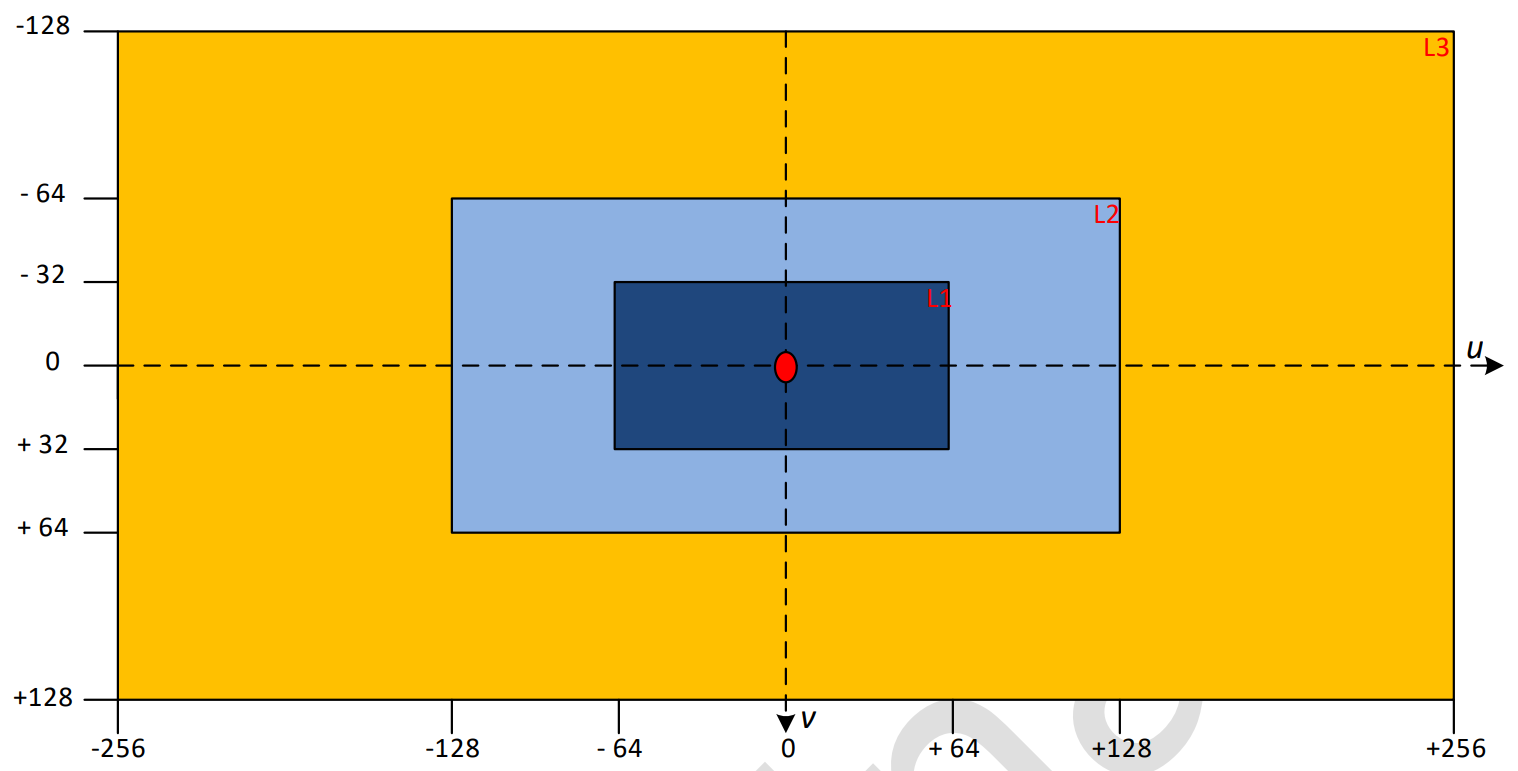 -128
L3
- 64
L2
- 32
L1
0
u
+ 32
+ 64
+128
v
-256
-128
- 64
0
+ 64
+128
+256